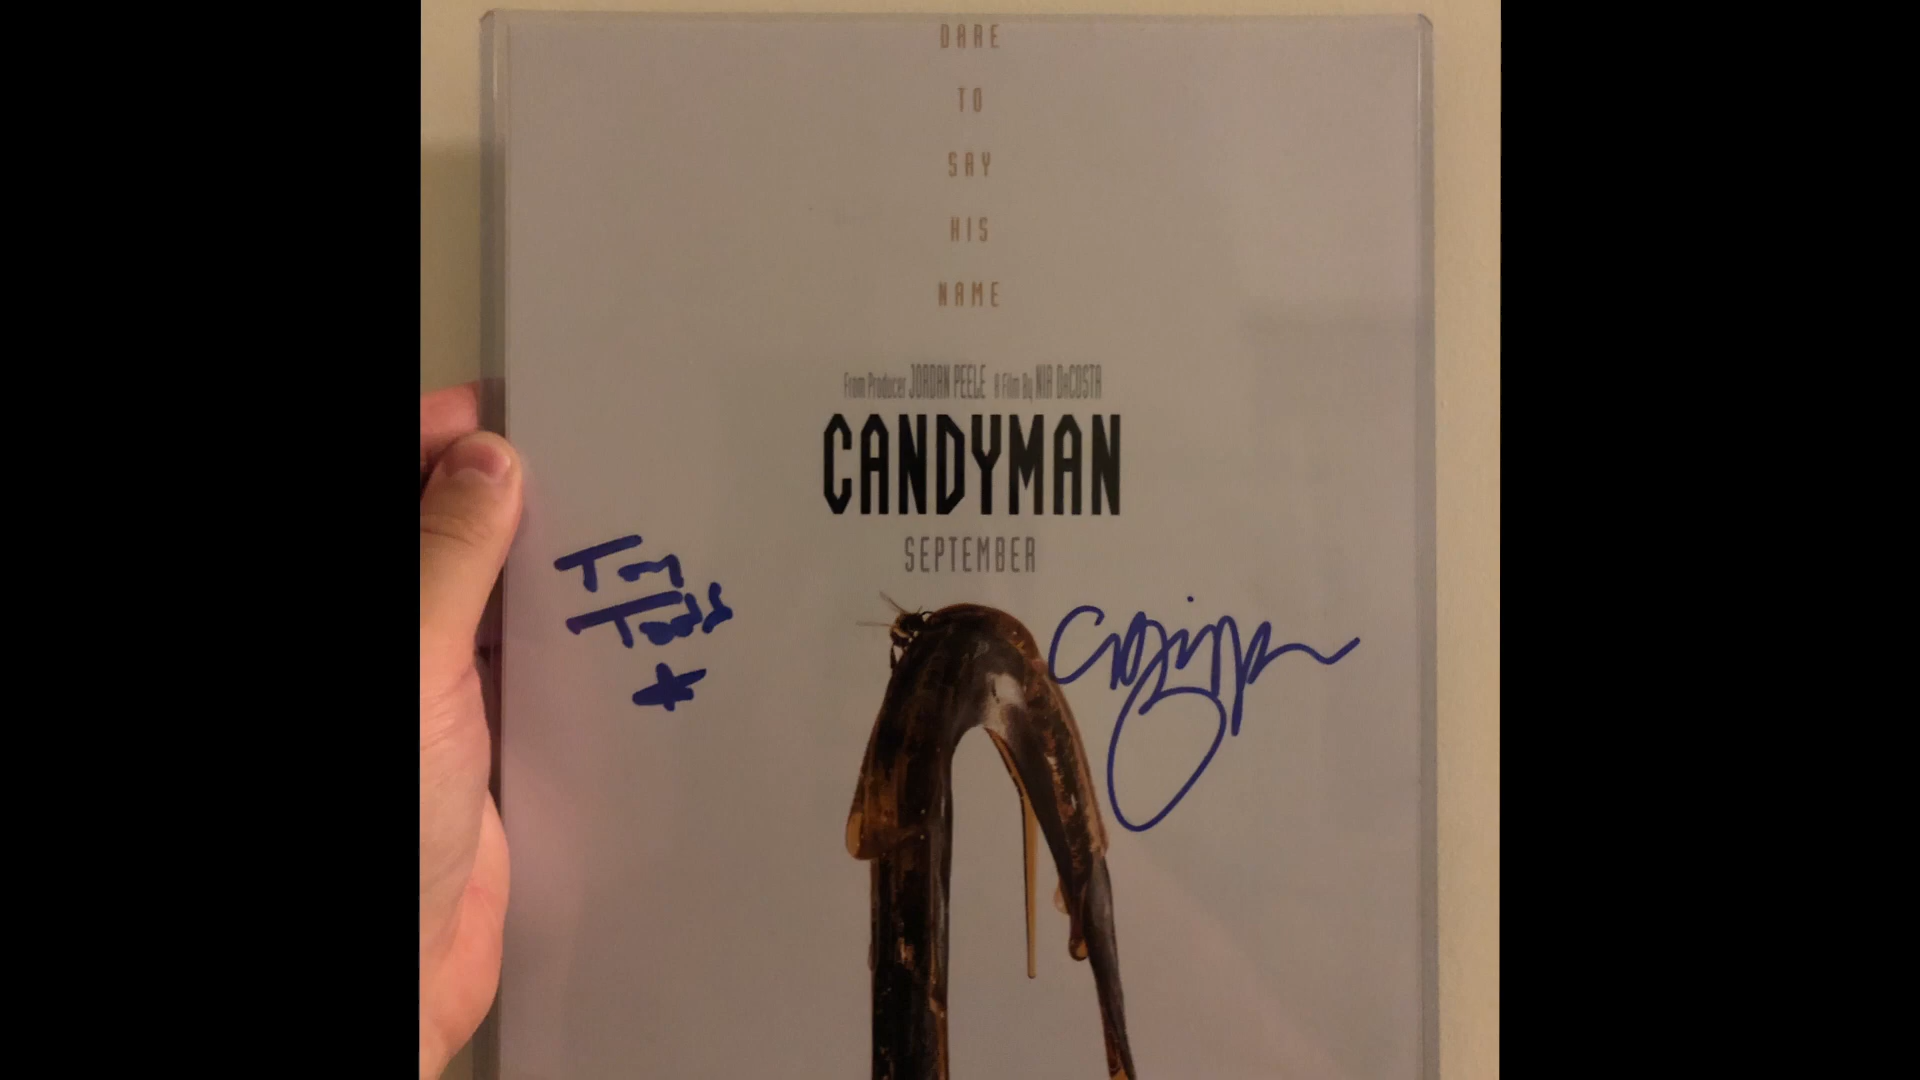 DARE
TO
SAY
HIS
NAME
From Producer JORDAN PEELE A Film By NIA DaCOSTA
CANDYMAN
SEPTEMBER
Tony
Todd